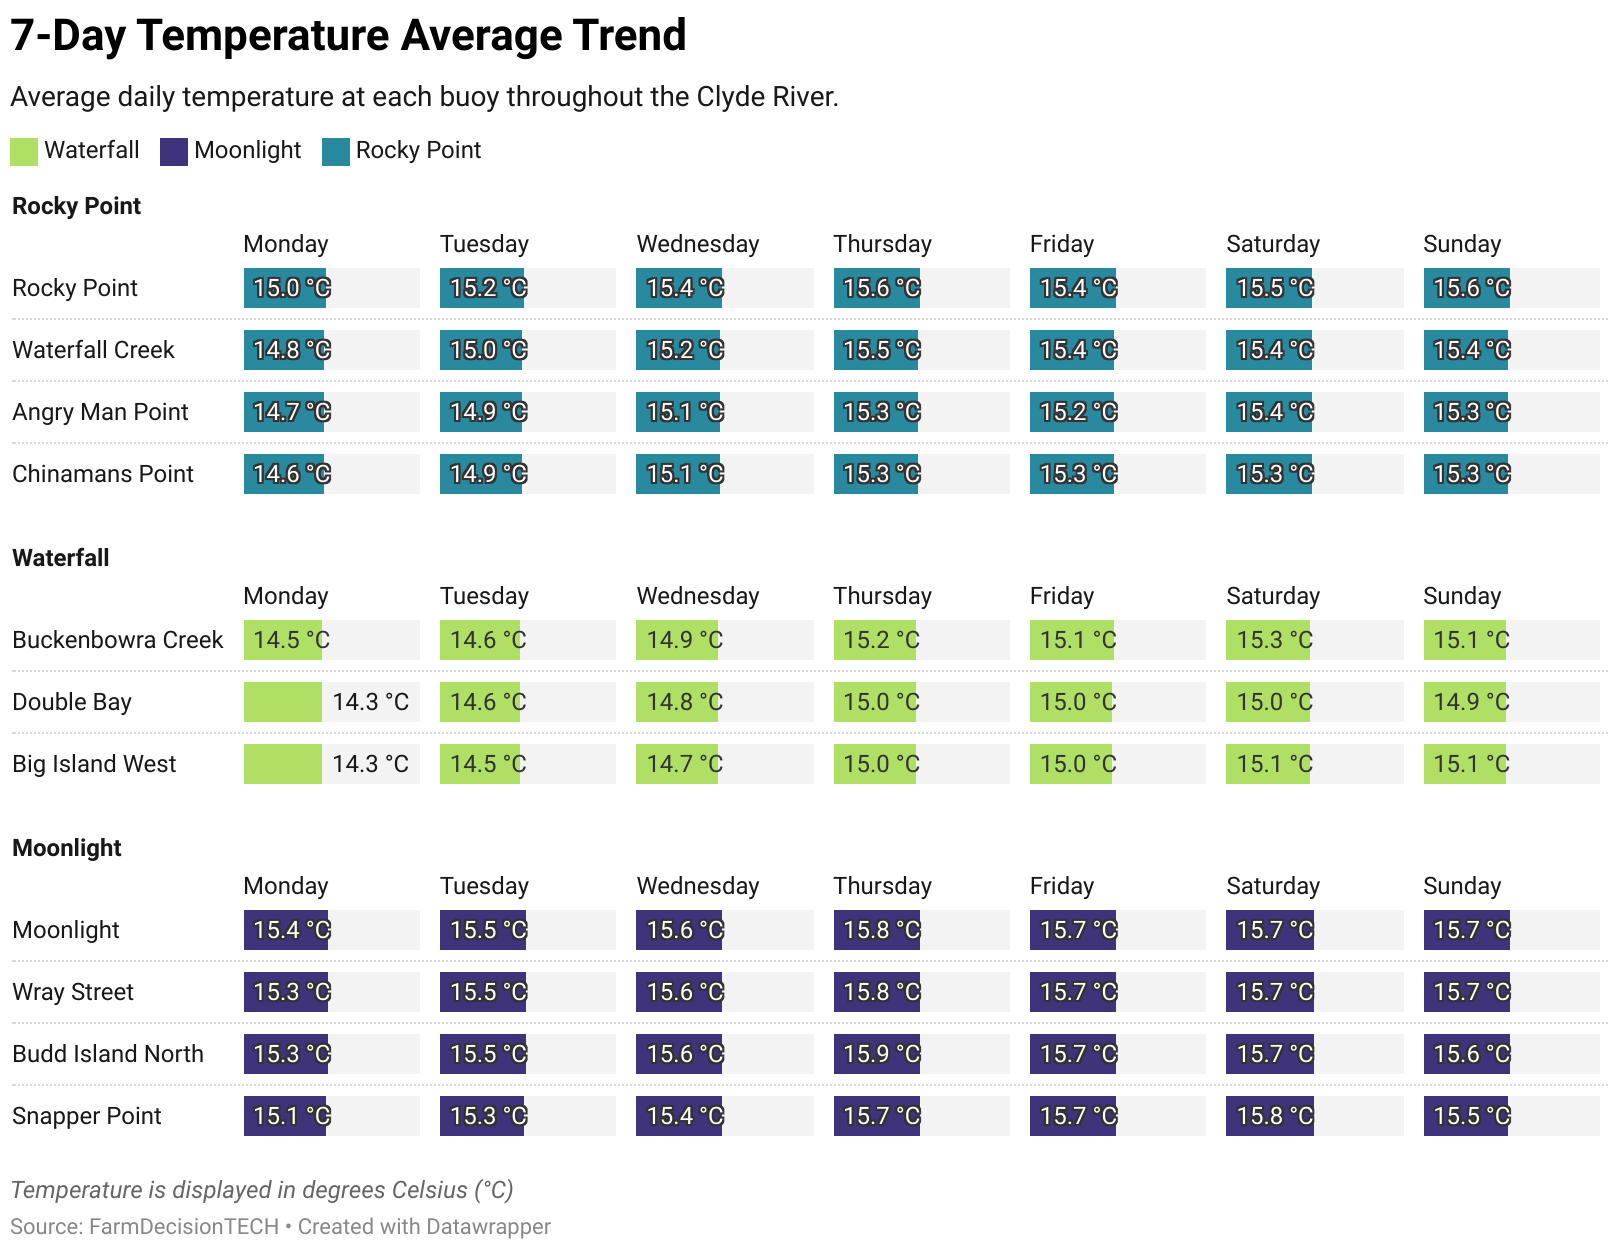 7-Day Temperature Average Trend
Average daily temperature at each buoy throughout the Clyde River.
Waterfall Moonlight Rocky Point
Rocky Point
Monday Tuesday Wednesday Thursday Friday Saturday Sunday
Rocky Point 15.0 °C 15.2 °C 15.4 °C 15.6 °C 15.4 °C 15.5 °C 15.6 °C
Waterfall Creek 14.8 °C 15.0 °C 15.2 °C 15.5 °C 15.4 °C 15.4 °C 15.4 °C
Angry Man Point 14.7 °C 14.9 °C 15.1 °C 15.3 °C 15.2 °C 15.4 °C 15.3 °C
Chinamans Point 14.6 °C 14.9 °C 15.1 °C 15.3 °C 15.3 °C 15.3 °C 15.3 °C
Waterfall
Monday Tuesday Wednesday Thursday Friday Saturday Sunday
Buckenbowra Creek 14.5 °C 14.6 °C 14.9 °C 15.2 °C 15.1 °C 15.3 °C 15.1 °C
Double Bay 14.3 °C 14.6 °C 14.8 °C 15.0 °C 15.0 °C 15.0 °C 14.9 °C
Big Island West 14.3 °C 14.5 °C 14.7 °C 15.0 °C 15.0 °C 15.1 °C 15.1 °C
Moonlight
Monday Tuesday Wednesday Thursday Friday Saturday Sunday
Moonlight 15.4 °C 15.5 °C 15.6 °C 15.8 °C 15.7 °C 15.7 °C 15.7 °C
Wray Street 15.3 °C 15.5 °C 15.6 °C 15.8 °C 15.7 °C 15.7 °C 15.7 °C
Budd Island North 15.3 °C 15.5 °C 15.6 °C 15.9 °C 15.7 °C 15.7 °C 15.6 °C
Snapper Point 15.1 °C 15.3 °C 15.4 °C 15.7 °C 15.7 °C 15.8 °C 15.5 °C
Temperature is displayed in degrees Celsius (°C)
Source: FarmDecisionTECH • Created with Datawrapper